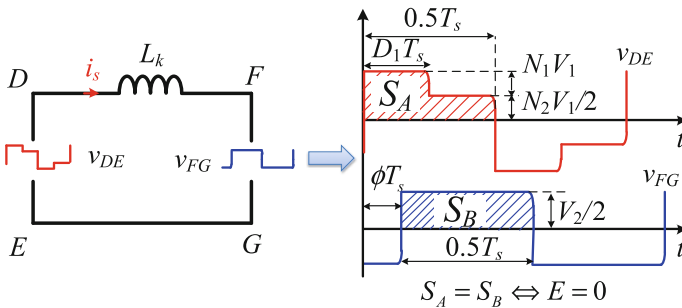 D
i_s
L_k
F
v_DE
v_FG
E
G
0.5T_s
D_1T_s
N_1V_1
v_DE
S_A
N_2V_1/2
t
ϕT_s
v_FG
S_B
V_2/2
t
0.5T_s
S_A = S_B ⇔ E = 0